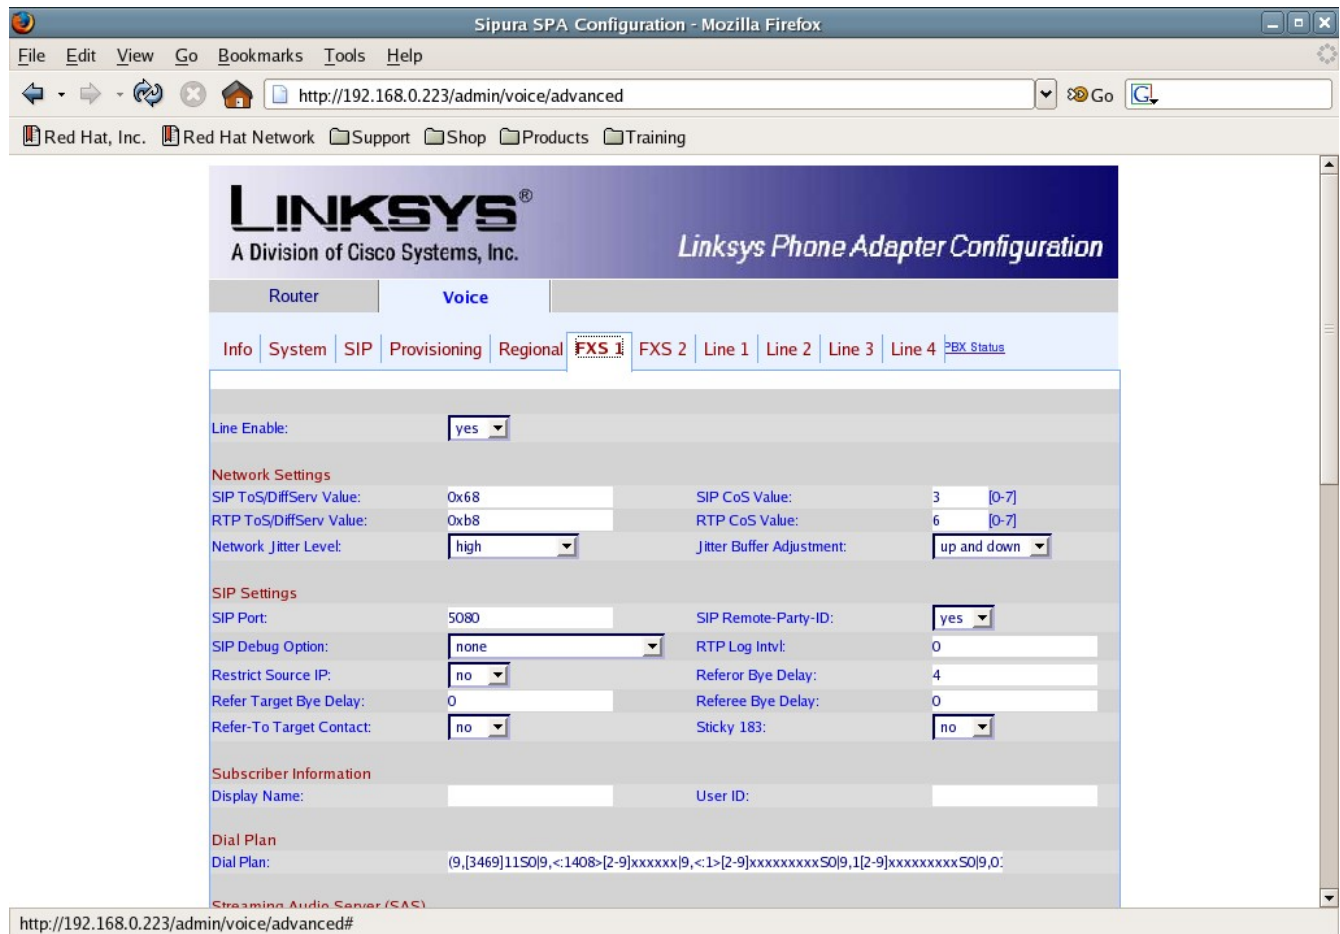 Sipura SPA Configuration - Mozilla Firefox
File Edit View Go Bookmarks Tools Help
http://192.168.0.223/admin/voice/advanced Go G
Red Hat, Inc. Red Hat Network Support Shop Products Training
LINKSYS®
A Division of Cisco Systems, Inc.
Linksys Phone Adapter Configuration
Router Voice
Info System SIP Provisioning Regional FXS 1 FXS 2 Line 1 Line 2 Line 3 Line 4 PBX Status
Line Enable: yes
Network Settings
SIP ToS/DiffServ Value: 0x68 SIP CoS Value: 3 [0-7]
RTP ToS/DiffServ Value: 0xb8 RTP CoS Value: 6 [0-7]
Network Jitter Level: high Jitter Buffer Adjustment: up and down
SIP Settings
SIP Port: 5080 SIP Remote-Party-ID: yes
SIP Debug Option: none RTP Log Intvl: 0
Restrict Source IP: no Referor Bye Delay: 4
Refer Target Bye Delay: 0 Referee Bye Delay: 0
Refer-To Target Contact: no Sticky 183: no
Subscriber Information
Display Name: User ID:
Dial Plan
Dial Plan: (9,[3469]11S0|9,<:1408>[2-9]xxxxxx|9,<:1>[2-9]xxxxxxxxxS0|9,1[2-9]xxxxxxxxxS0|9,01
Streaming Audio Server (SAS)
http://192.168.0.223/admin/voice/advanced#